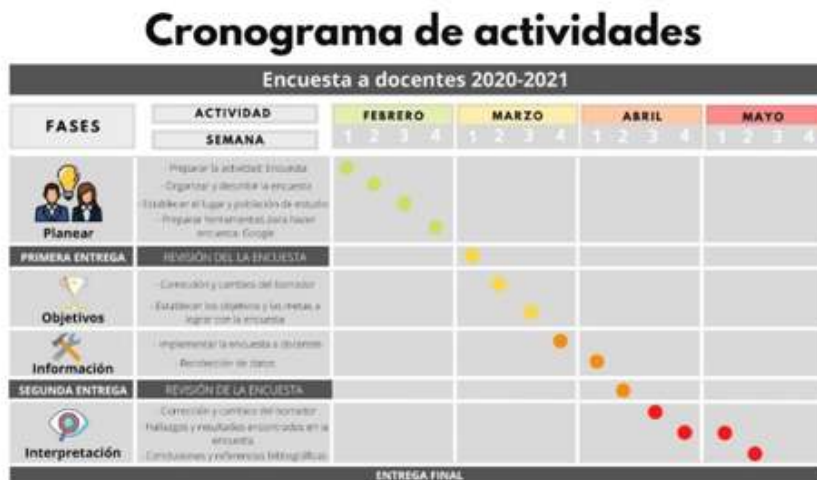 Cronograma de actividades
Encuesta a docentes 2020-2021
FASES
ACTIVIDAD
SEMANA
FEBRERO
MARZO
ABRIL
MAYO
1 2 3 4
1 2 3 4
1 2 3 4
1 2 3 4
Planear
- Preparar la actividad: Encuesta
- Organizar y describir la encuesta
- Establecer el lugar y población de estudio
- Preparar herramientas para hacer
encuesta: Google
PRIMERA ENTREGA
REVISIÓN DEL LA ENCUESTA
Objetivos
- Corrección y cambios del borrador
- Establecer los objetivos y las metas a
lograr con la encuesta
Información
- Implementar la encuesta a docentes
- Recolección de datos
SEGUNDA ENTREGA
REVISIÓN DE LA ENCUESTA
Interpretación
- Corrección y cambios del borrador
Hallazgos y resultados encontrados en la
encuesta
- Conclusiones y referencias bibliográficas
ENTREGA FINAL